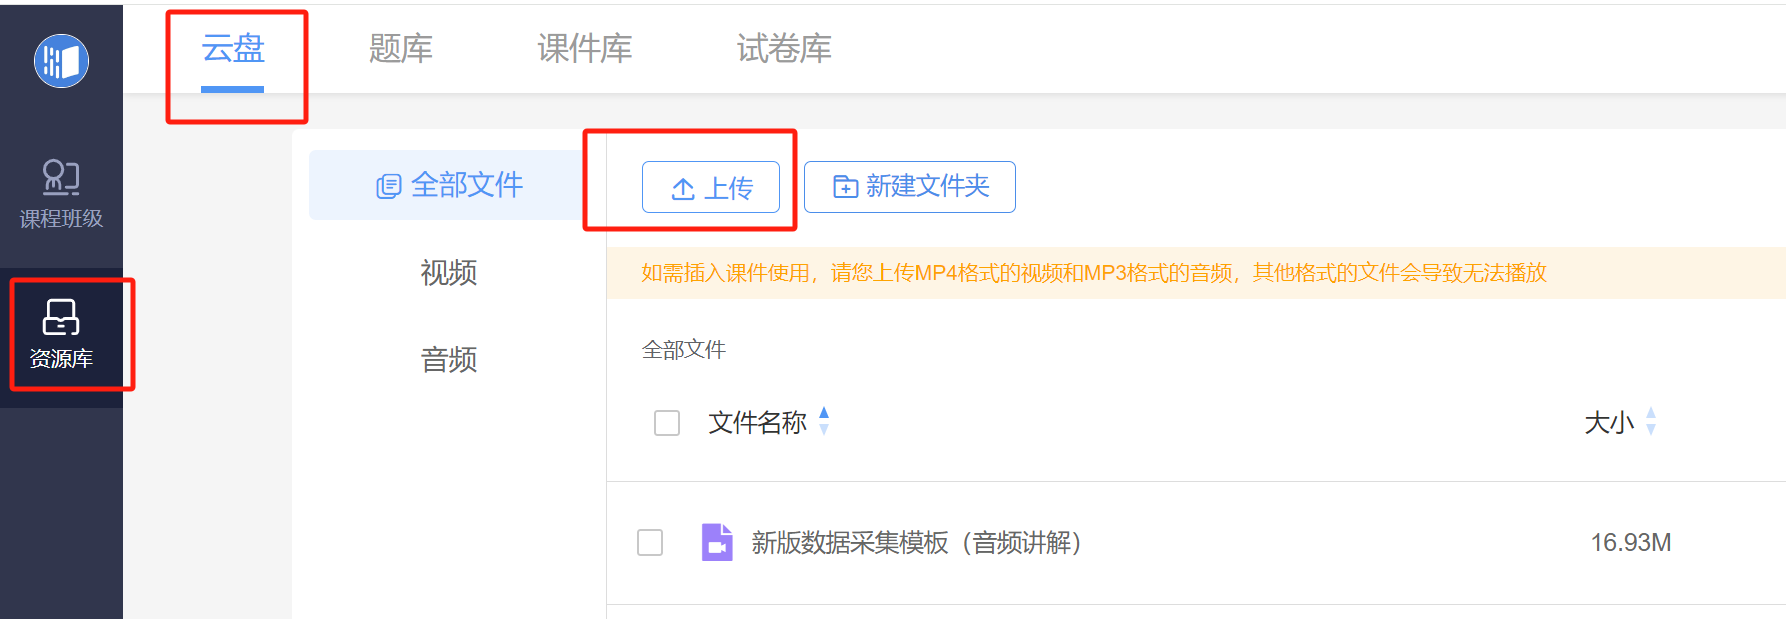 云盘 题库 课件库 试卷库
课程班级
资源库
全部文件
视频
音频
上传 新建文件夹
如需插入课件使用，请您上传MP4格式的视频和MP3格式的音频，其他格式的文件会导致无法播放
全部文件
文件名称 大小
新版数据采集模板（音频讲解） 16.93M